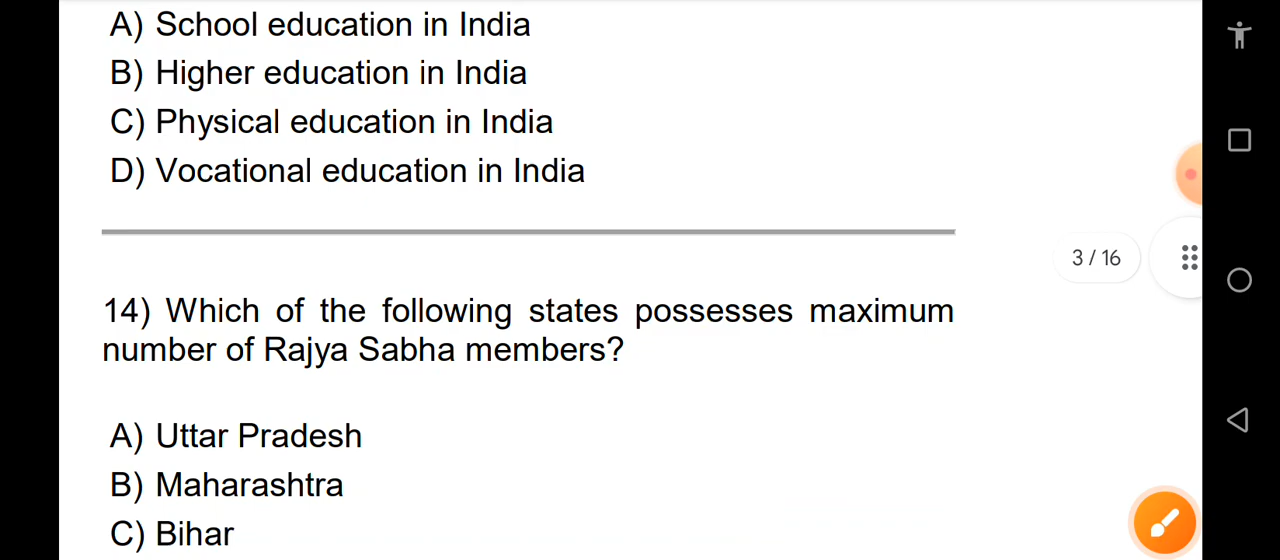 A) School education in India
B) Higher education in India
C) Physical education in India
D) Vocational education in India
3 / 16
14) Which of the following states possesses maximum
number of Rajya Sabha members?
A) Uttar Pradesh
B) Maharashtra
C) Bihar